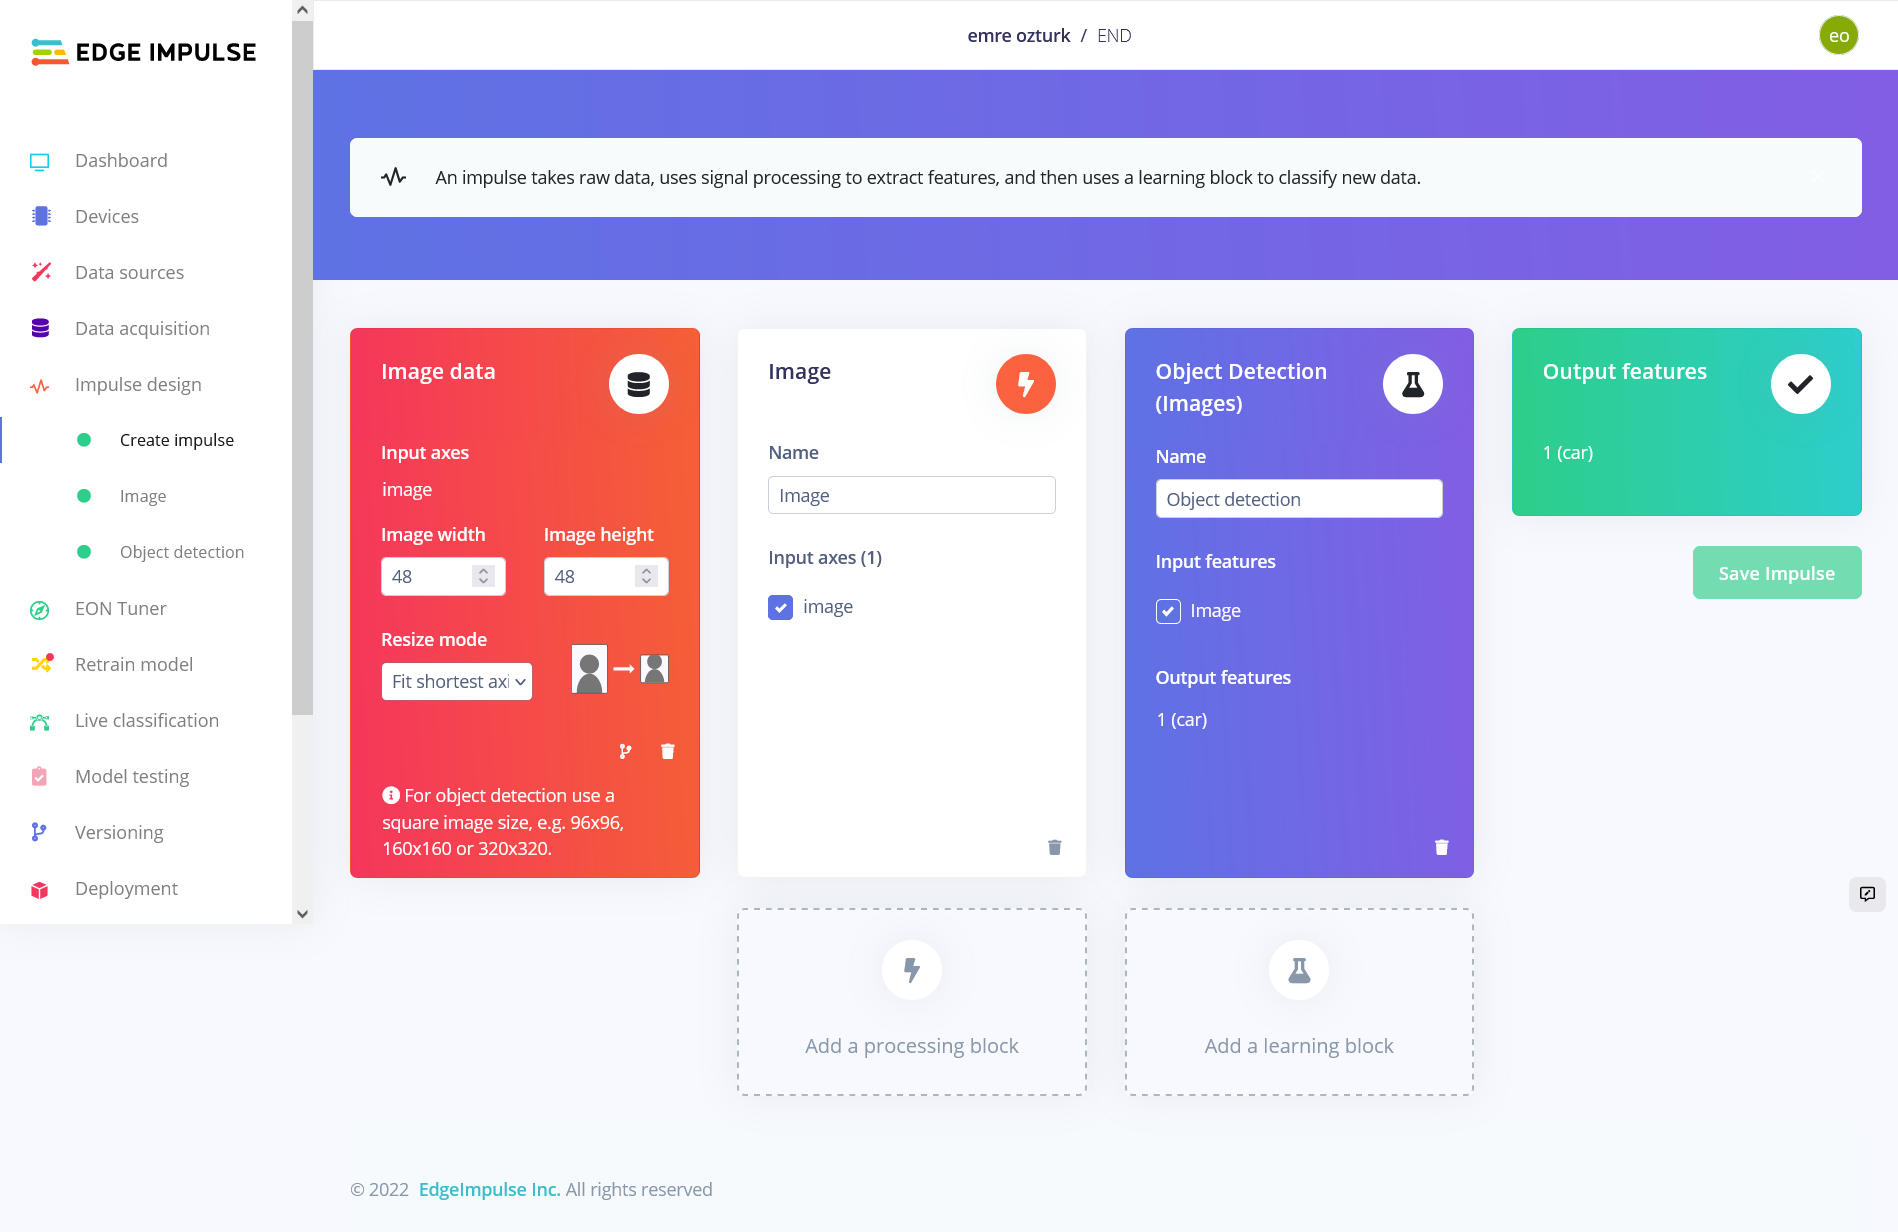 EDGE IMPULSE
emre ozturk / END
eo
Dashboard
Devices
Data sources
Data acquisition
Impulse design
Create impulse
Image
Object detection
EON Tuner
Retrain model
Live classification
Model testing
Versioning
Deployment
An impulse takes raw data, uses signal processing to extract features, and then uses a learning block to classify new data.
Image data
Input axes
image
Image width
Image height
48
48
Resize mode
Fit shortest axi
For object detection use a
square image size, e.g. 96x96,
160x160 or 320x320.
Image
Name
Image
Input axes (1)
image
Object Detection
(Images)
Name
Object detection
Input features
Image
Output features
1 (car)
Output features
1 (car)
Save Impulse
Add a processing block
Add a learning block
© 2022 EdgeImpulse Inc. All rights reserved